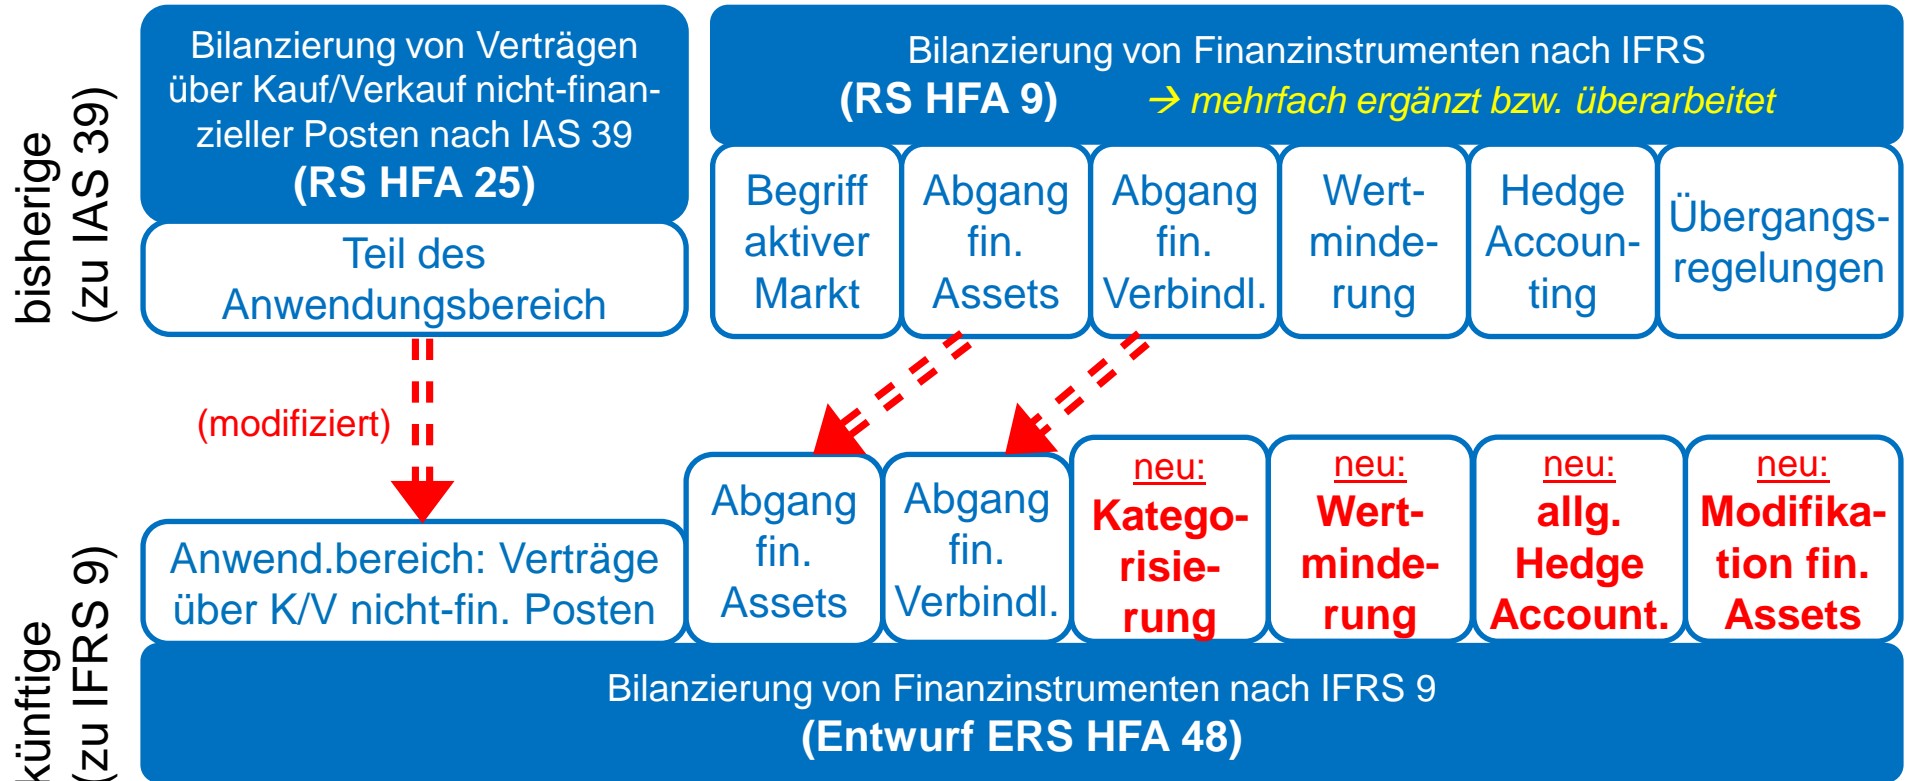 bisherige
(zu IAS 39)
Bilanzierung von Verträgen
über Kauf/Verkauf nicht-finan-
zieller Posten nach IAS 39
(RS HFA 25)
Teil des
Anwendungsbereich
Bilanzierung von Finanzinstrumenten nach IFRS
(RS HFA 9) → mehrfach ergänzt bzw. überarbeitet
Begriff
aktiver
Markt
Abgang
fin.
Assets
Abgang
fin.
Verbindl.
Wert-
minde-
rung
Hedge
Accoun-
ting
Übergangs-
regelungen
(modifiziert)
künftige
(zu IFRS 9)
Anwend.bereich: Verträge
über K/V nicht-fin. Posten
Abgang
fin.
Assets
Abgang
fin.
Verbindl.
neu:
Katego-
risie-
rung
neu:
Wert-
minde-
rung
neu:
allg.
Hedge
Account.
neu:
Modifika-
tion fin.
Assets
Bilanzierung von Finanzinstrumenten nach IFRS 9
(Entwurf ERS HFA 48)